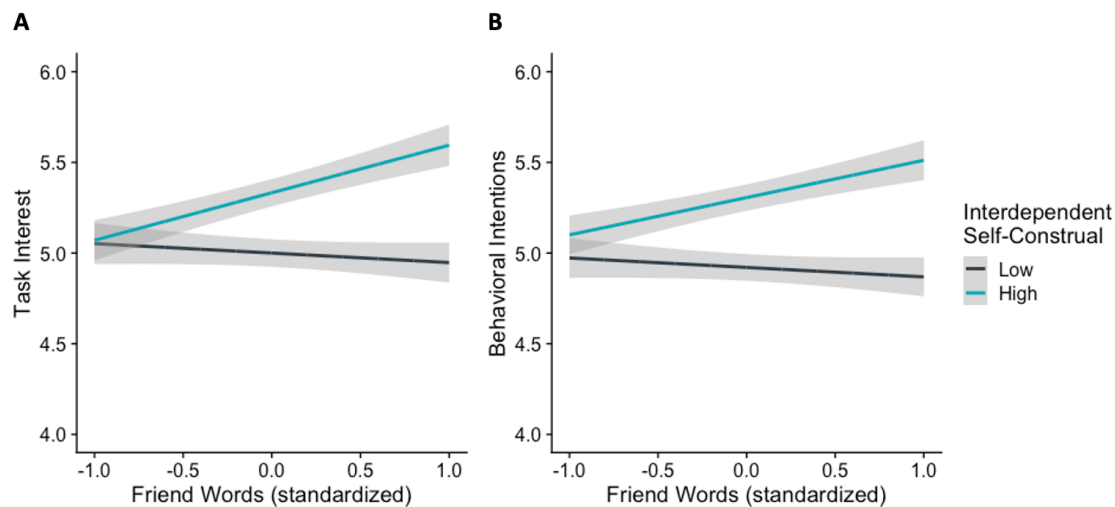 A
B
6.0
5.5
5.0
4.5
4.0
Task Interest
-1.0 -0.5 0.0 0.5 1.0
Friend Words (standardized)
6.0
5.5
5.0
4.5
4.0
Behavioral Intentions
-1.0 -0.5 0.0 0.5 1.0
Friend Words (standardized)
Interdependent
Self-Construal
Low
High